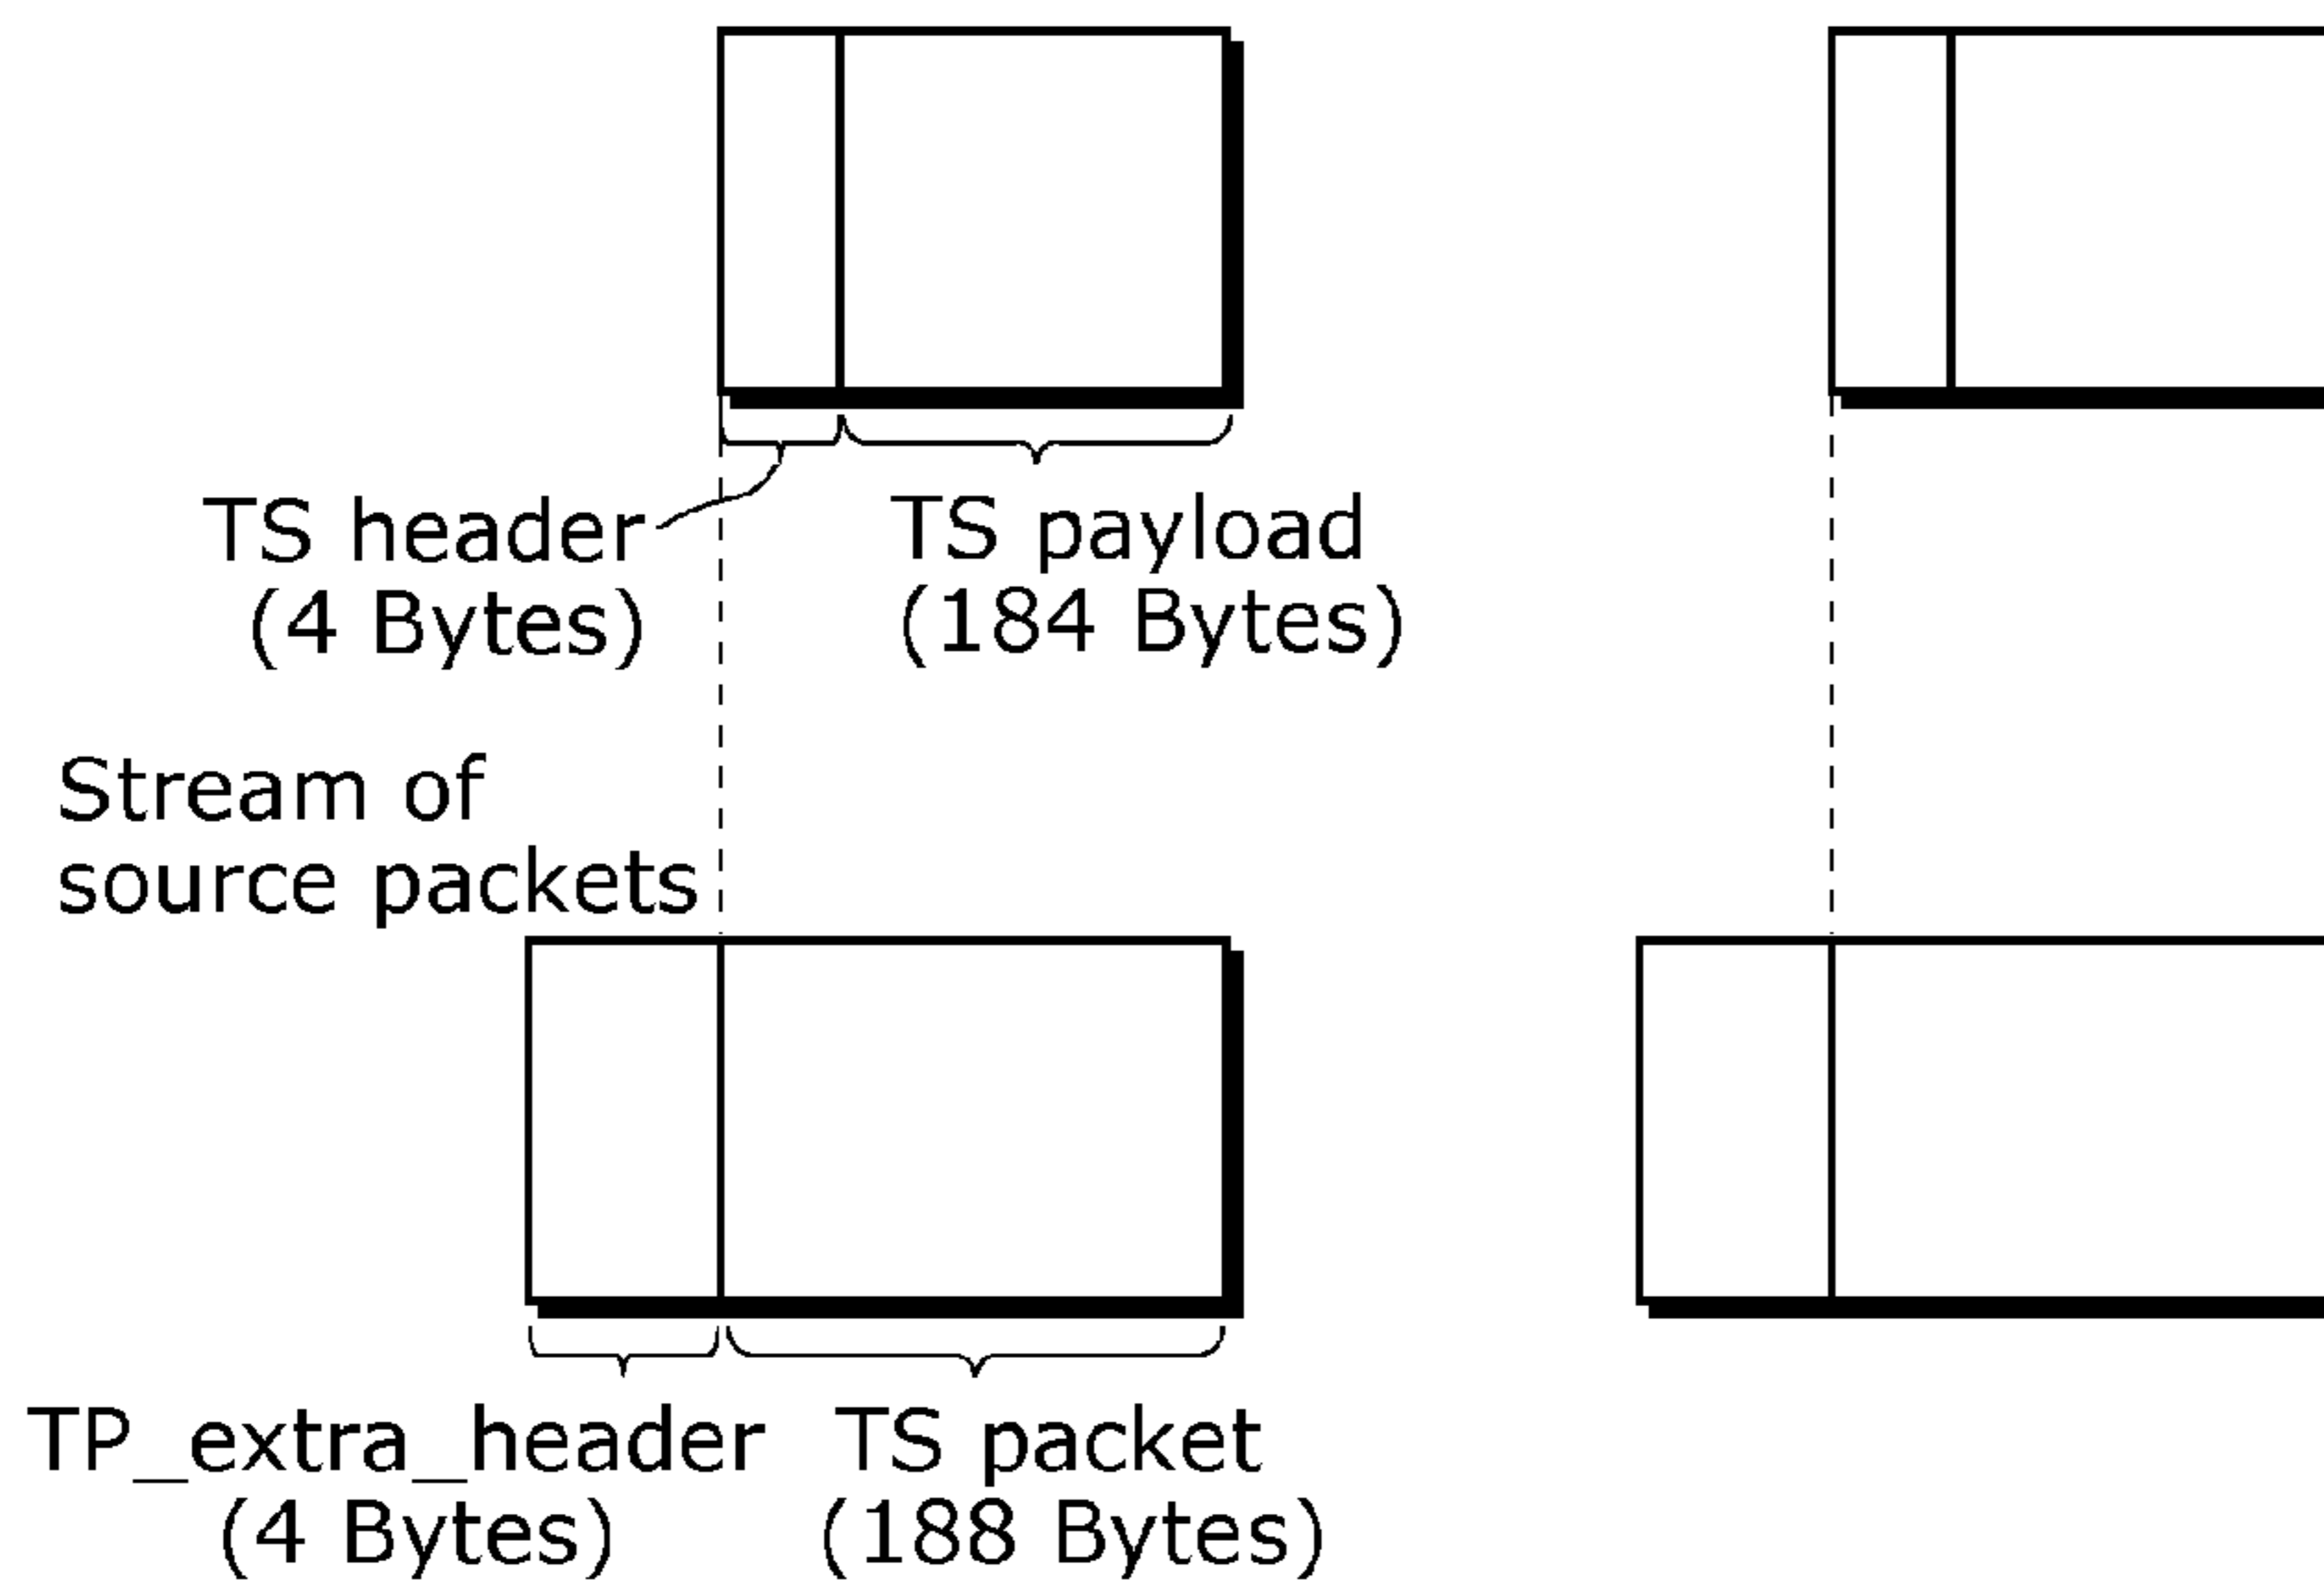 TS header
(4 Bytes)
TS payload
(184 Bytes)
Stream of
source packets
TP_extra_header
(4 Bytes)
TS packet
(188 Bytes)